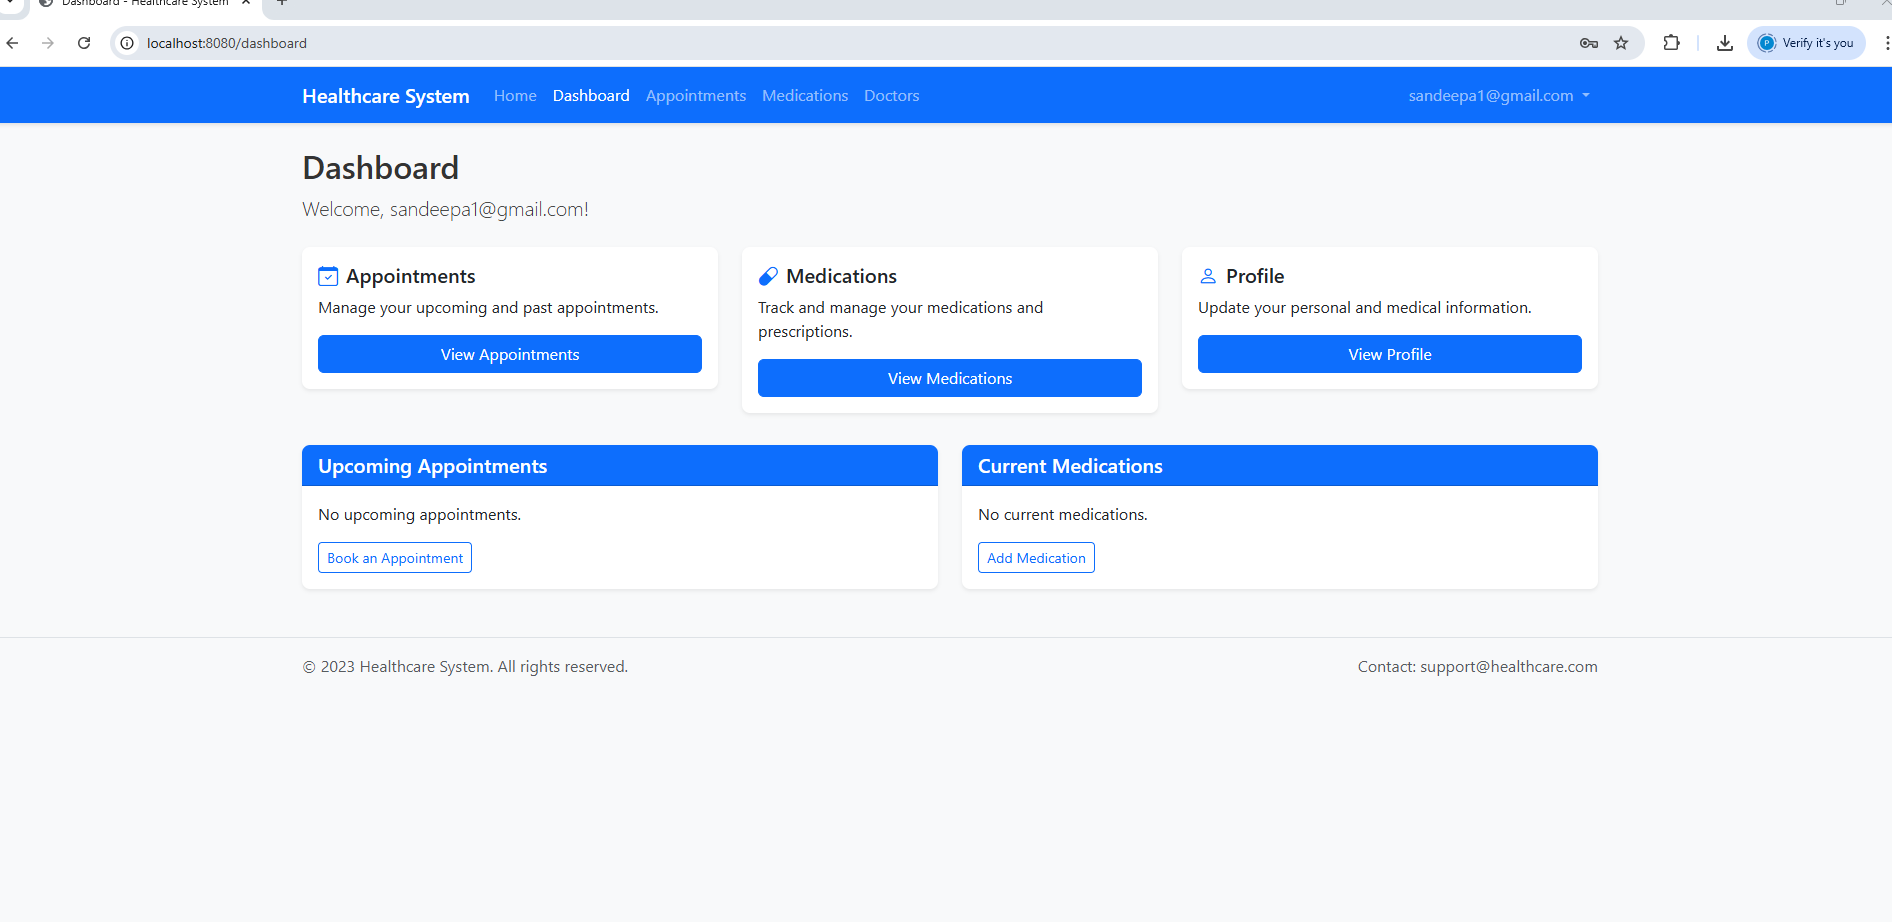 Dashboard - Healthcare System
localhost:8080/dashboard
Verify it's you
Healthcare System Home Dashboard Appointments Medications Doctors sandeepa1@gmail.com
Dashboard
Welcome, sandeepa1@gmail.com!
Appointments
Manage your upcoming and past appointments.
View Appointments
Medications
Track and manage your medications and
prescriptions.
View Medications
Profile
Update your personal and medical information.
View Profile
Upcoming Appointments
No upcoming appointments.
Book an Appointment
Current Medications
No current medications.
Add Medication
© 2023 Healthcare System. All rights reserved.
Contact: support@healthcare.com